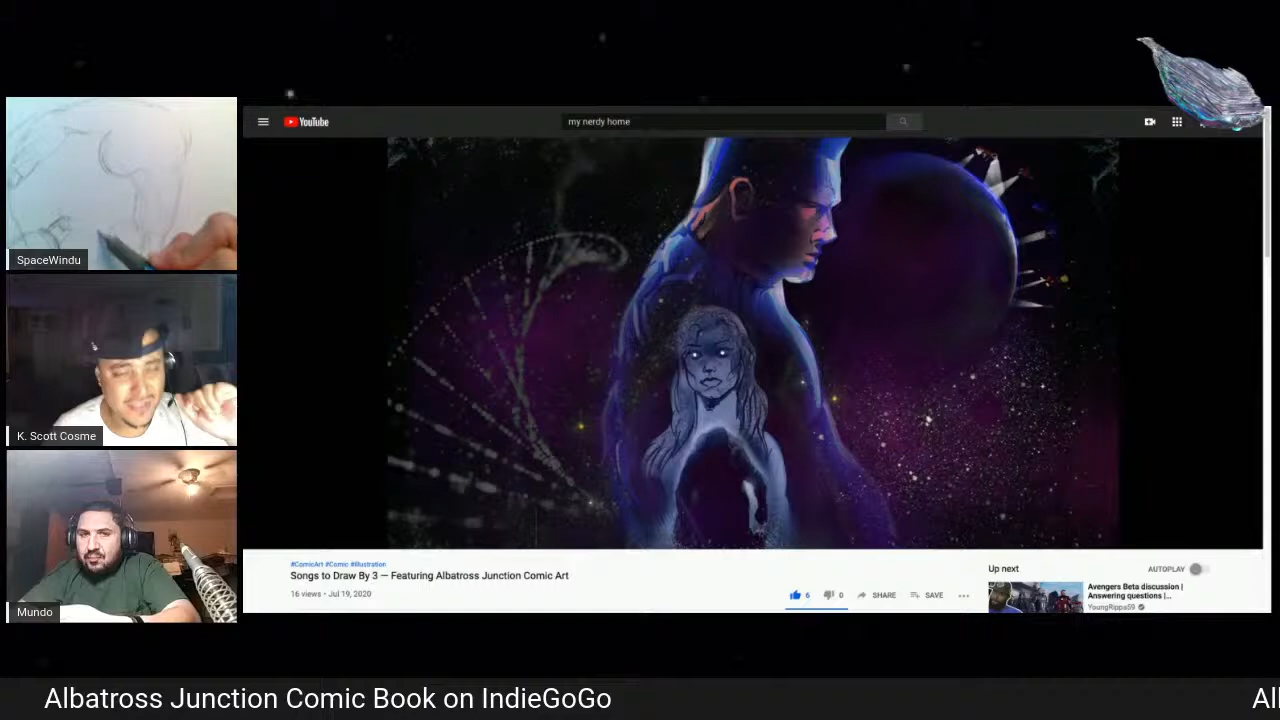 YouTube
my nerdy home
SpaceWindu
K. Scott Cosme
Mundo
#ComicArt #Comic #Illustration
Songs to Draw By 3 — Featuring Albatross Junction Comic Art
16 views • Jul 19, 2020
6
0
SHARE
SAVE
Up next
AUTOPLAY
Avengers Beta discussion |
Answering questions |...
YoungRippa59
Albatross Junction Comic Book on IndieGoGo
Al